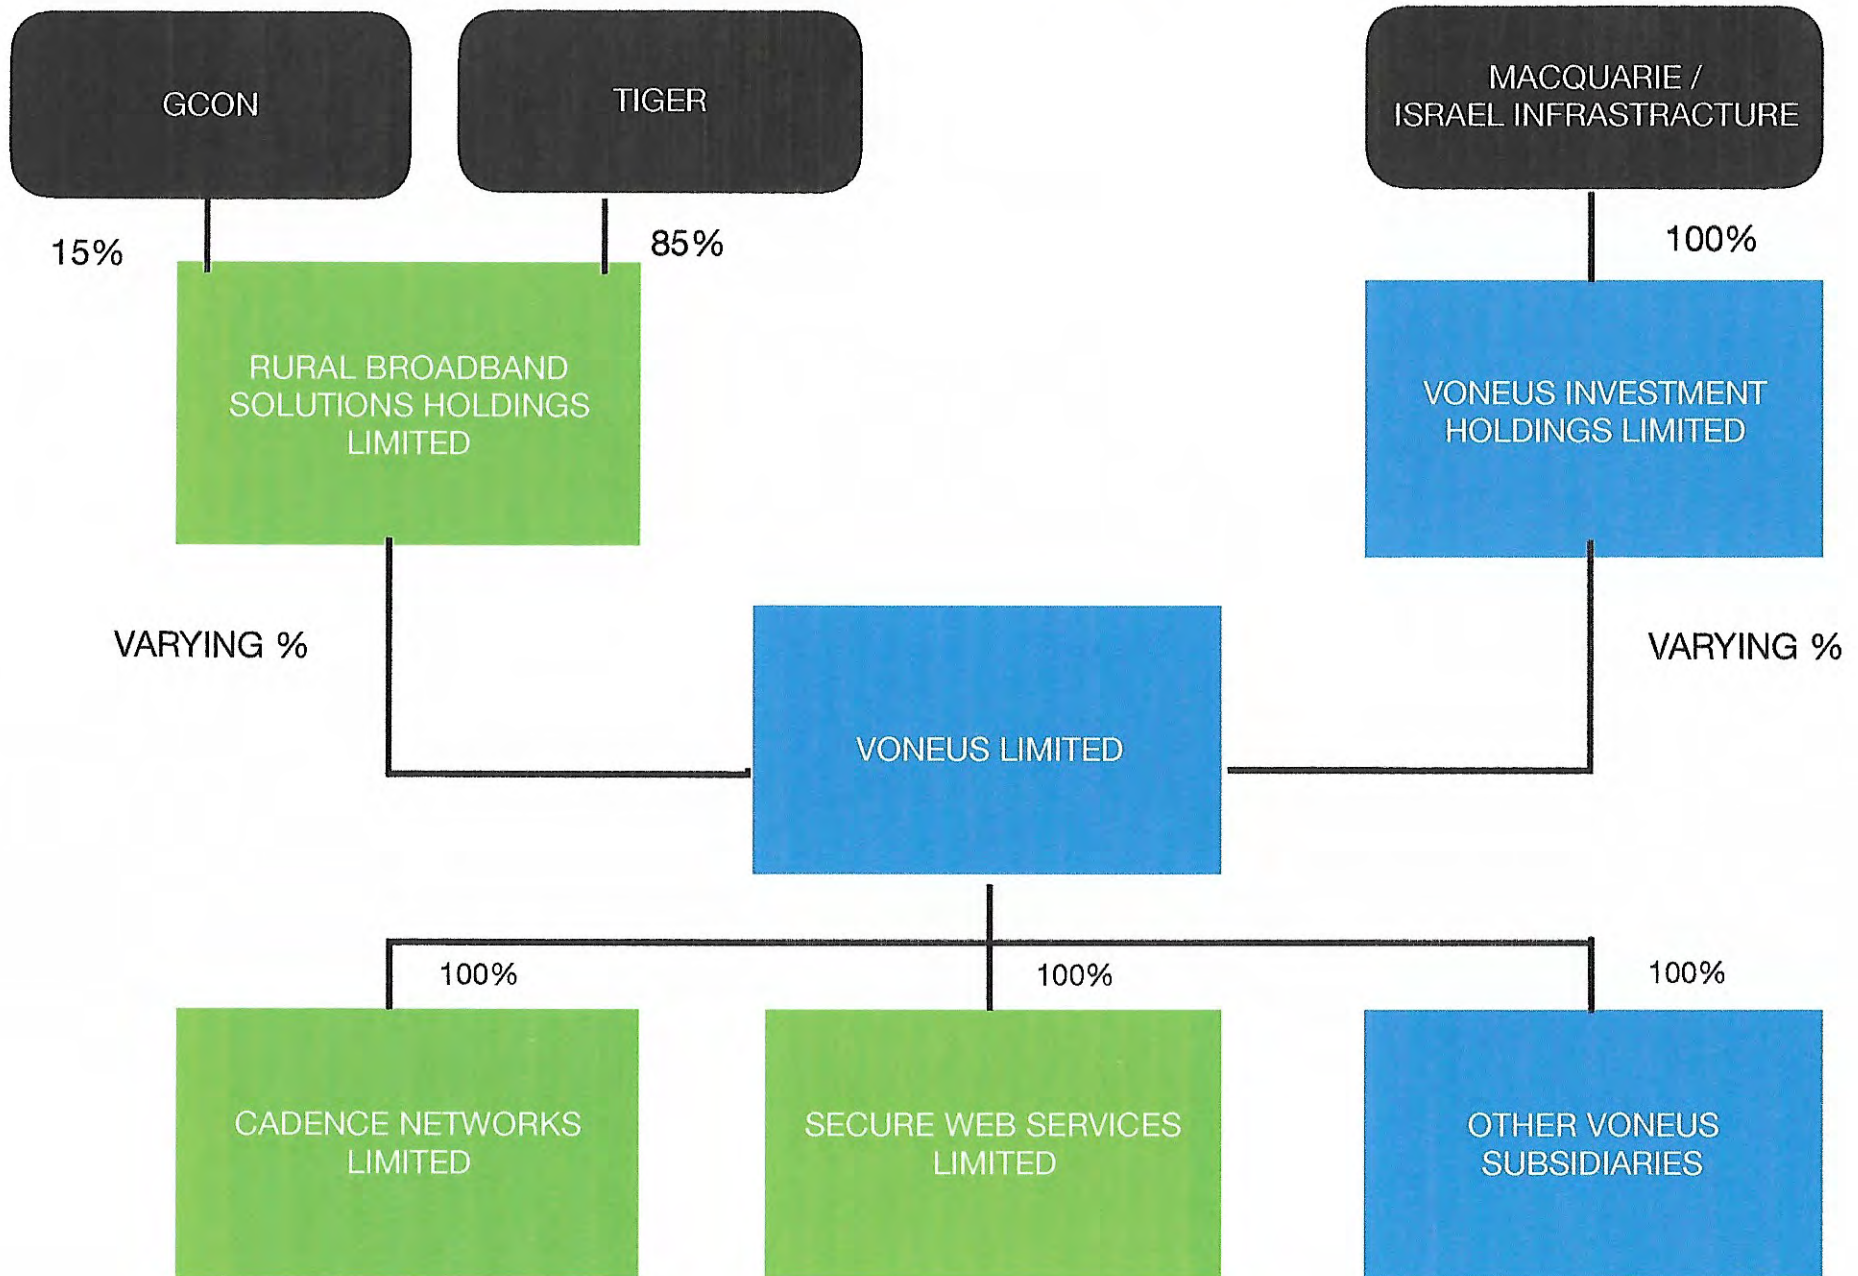 GCON
TIGER
MACQUARIE /
ISRAEL INFRASTRACTURE
15%
85%
100%
RURAL BROADBAND
SOLUTIONS HOLDINGS
LIMITED
VONEUS INVESTMENT
HOLDINGS LIMITED
VARYING %
VARYING %
VONEUS LIMITED
100%
100%
100%
CADENCE NETWORKS
LIMITED
SECURE WEB SERVICES
LIMITED
OTHER VONEUS
SUBSIDIARIES